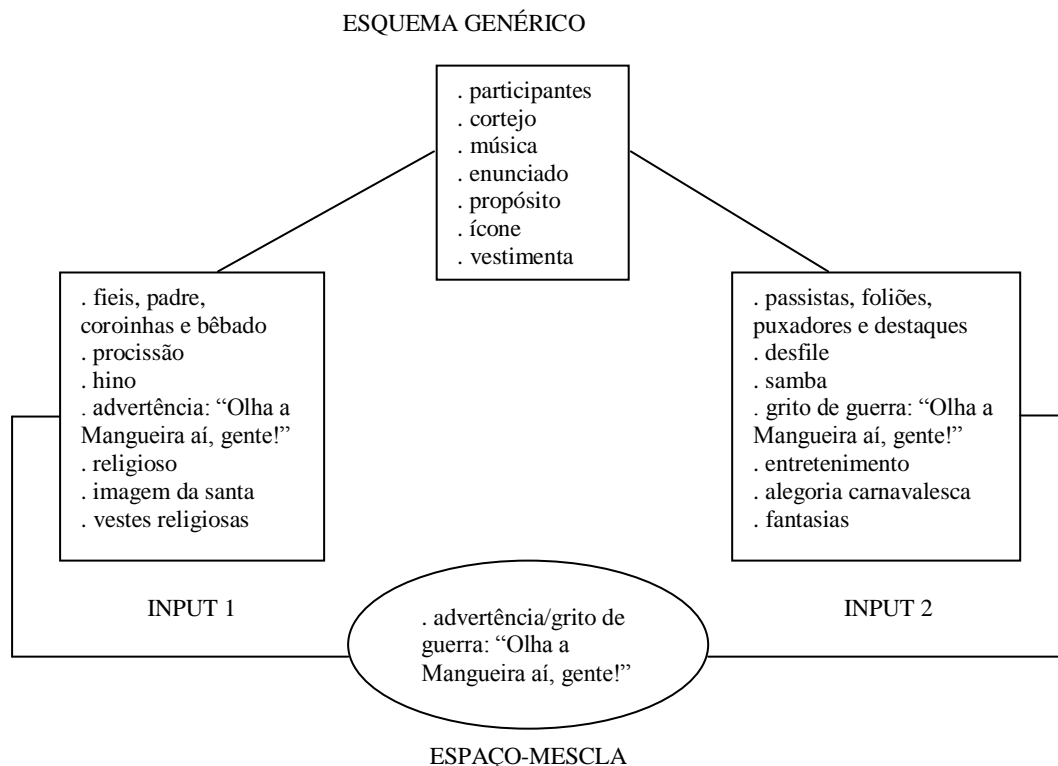 ESQUEMA GENÉRICO
. participantes
. cortejo
. música
. enunciado
. propósito
. ícone
. vestimenta
. fieis, padre,
coroinhas e bêbado
. procissão
. hino
. advertência: “Olha a
Mangueira aí, gente!”
. religioso
. imagem da santa
. vestes religiosas
. passistas, foliões,
puxadores e destaques
. desfile
. samba
. grito de guerra: “Olha a
Mangueira aí, gente!”
. entretenimento
. alegoria carnavalesca
. fantasias
INPUT 1
INPUT 2
. advertência/grito de
guerra: “Olha a
Mangueira aí, gente!”
ESPAÇO-MESCLA